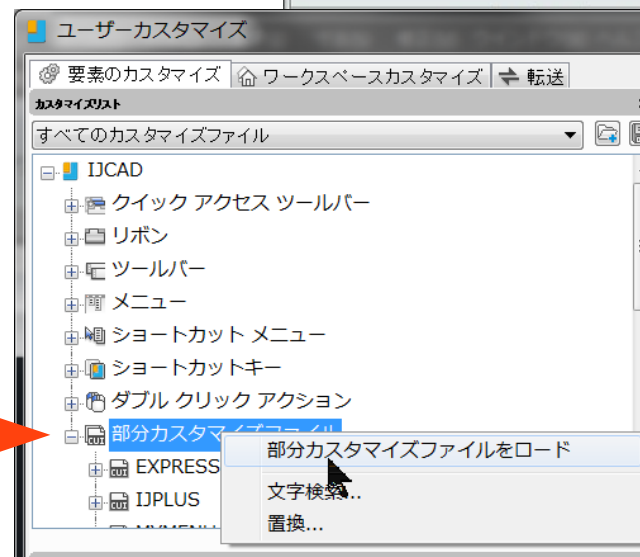 ユーザーカスタマイズ
要素のカスタマイズ ワークスペースカスタマイズ 転送
カスタマイズリスト
すべてのカスタマイズファイル
IJCAD
クイック アクセス ツールバー
リボン
ツールバー
メニュー
ショートカット メニュー
ショートカットキー
ダブル クリック アクション
部分カスタマイズファイル
部分カスタマイズファイルをロード
EXPRESS
文字検索...
IJPLUS
置換...